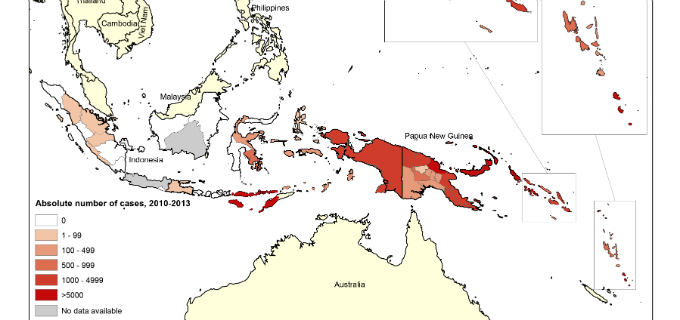 Thailand
Philippines
Cambodia
Viet Nam
Malaysia
Papua New Guinea
Indonesia
Absolute number of cases, 2010-2013
0
1 - 99
100 - 499
500 - 999
1000 - 4999
>5000
No data available
Australia